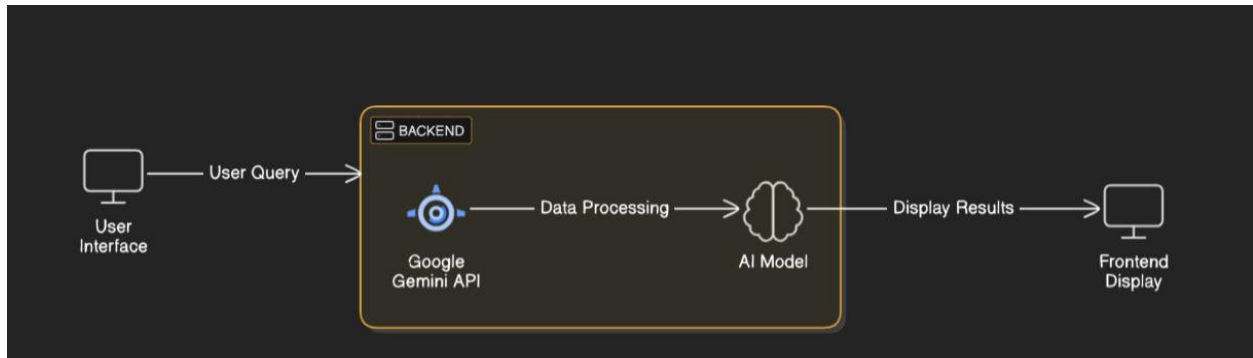 BACKEND
User Query
User
Interface
Data Processing
Google
Gemini API
AI Model
Display Results
Frontend
Display